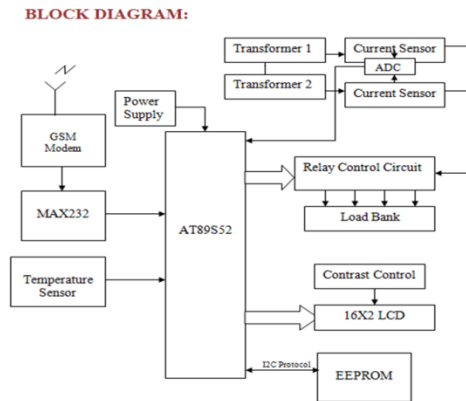 BLOCK DIAGRAM:
Transformer 1
Current Sensor
ADC
Transformer 2
Current Sensor
Power
Supply
GSM
Modem
Relay Control Circuit
MAX232
AT89S52
Load Bank
Temperature
Sensor
Contrast Control
16X2 LCD
I2C Protocol
EEPROM